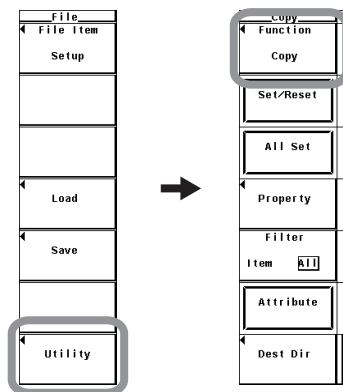 File
File Item
Setup
Load
Save
Utility
Copy
Function
Copy
Set/Reset
All Set
Property
Filter
Item All
Attribute
Dest Dir